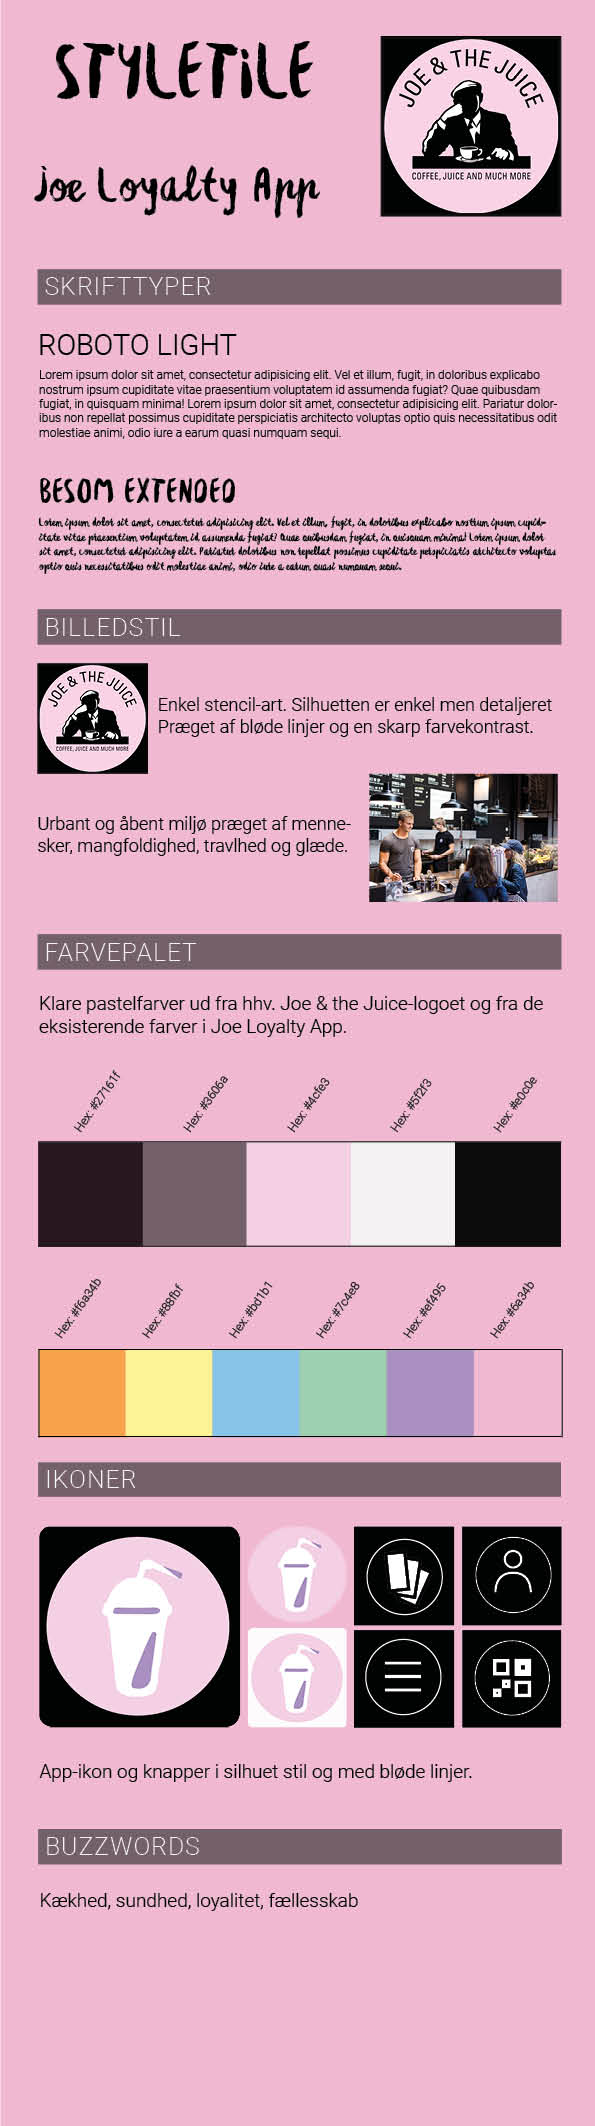 STYLETiLE
JOE & THE JUICE
COFFEE, JUICE AND MUCH MORE
Joe Loyalty App
SKRIFTTYPER
ROBOTO LIGHT
Lorem ipsum dolor sit amet, consectetur adipisicing elit. Vel et illum, fugit, in doloribus explicabo
nostrum ipsum cupiditate vitae praesentium voluptatem id assumenda fugiat? Quae quibusdam
fugiat, in quisquam minima! Lorem ipsum dolor sit amet, consectetur adipisicing elit. Pariatur dolor-
ibus non repellat possimus cupiditate perspiciatis architecto voluptas optio quis necessitatibus odit
molestiae animi, odio iure a earum quasi numquam sequi.
BESOM EXTENDED
Lorem ipsum dolor sit amet, consectetur adipisicing elit. Vel et illum, fugit, in doloribus explicabo nostrum ipsum cupid-
itate vitae praesentium voluptatem id assumenda fugiat? Quae quibusdam fugiat, in quisquam minima! Lorem ipsum dolor
sit amet, consectetur adipisicing elit. Pariatur doloribus non repellat possimus cupiditate perspiciatis architecto voluptas
optio quis necessitatibus odit molestiae animi, odio iure a earum quasi numquam sequi.
BILLEDSTIL
JOE & THE JUICE
COFFEE, JUICE AND MUCH MORE
Enkel stencil-art. Silhuetten er enkel men detaljeret
Præget af bløde linjer og en skarp farvekontrast.
Urbant og åbent miljø præget af menne-
sker, mangfoldighed, travlhed og glæde.
FARVEPALET
Klare pastelfarver ud fra hhv. Joe & the Juice-logoet og fra de
eksisterende farver i Joe Loyalty App.
Hex: #27161f
Hex: #3606a
Hex: #4cfe3
Hex: #5f2f3
Hex: #e0c0e
Hex: #f6a34b
Hex: #88fbf
Hex: #bd1b1
Hex: #7c4e8
Hex: #ef495
Hex: #6a34b
IKONER
App-ikon og knapper i silhuet stil og med bløde linjer.
BUZZWORDS
Kækhed, sundhed, loyalitet, fællesskab